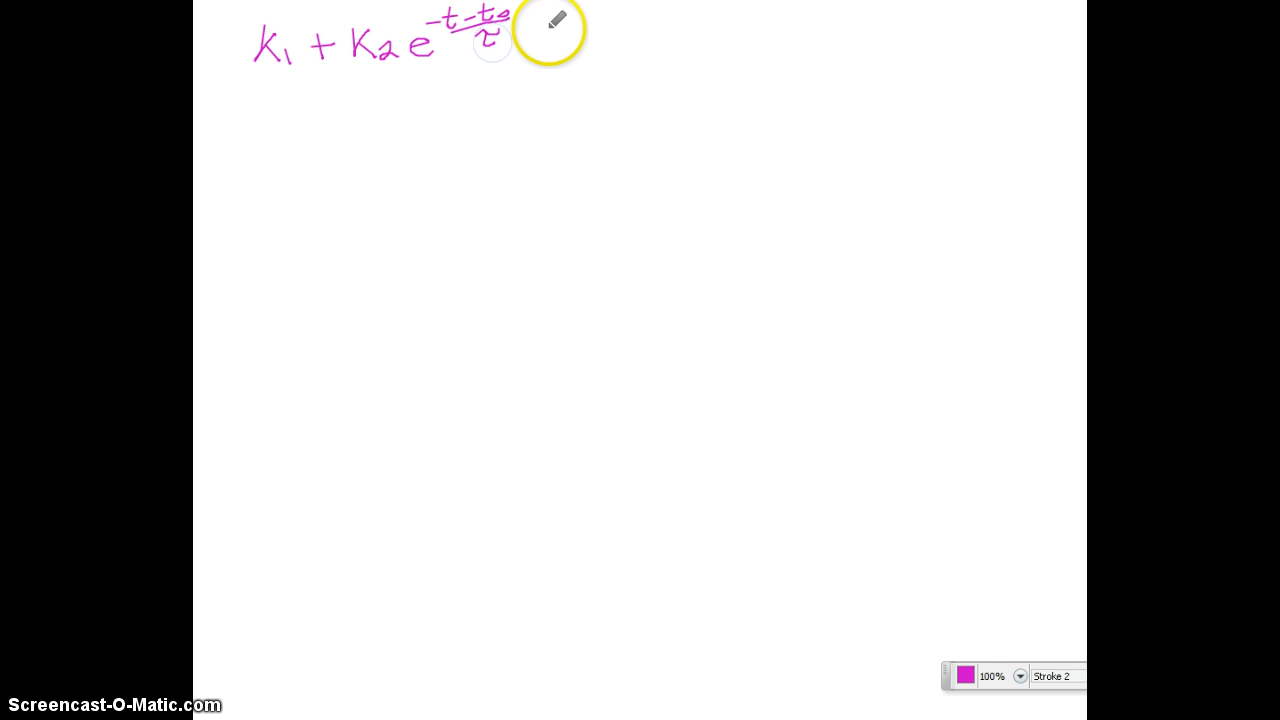 K₁ + K₂ e^{-t-t₀/τ}
100% Stroke 2
Screencast-O-Matic.com